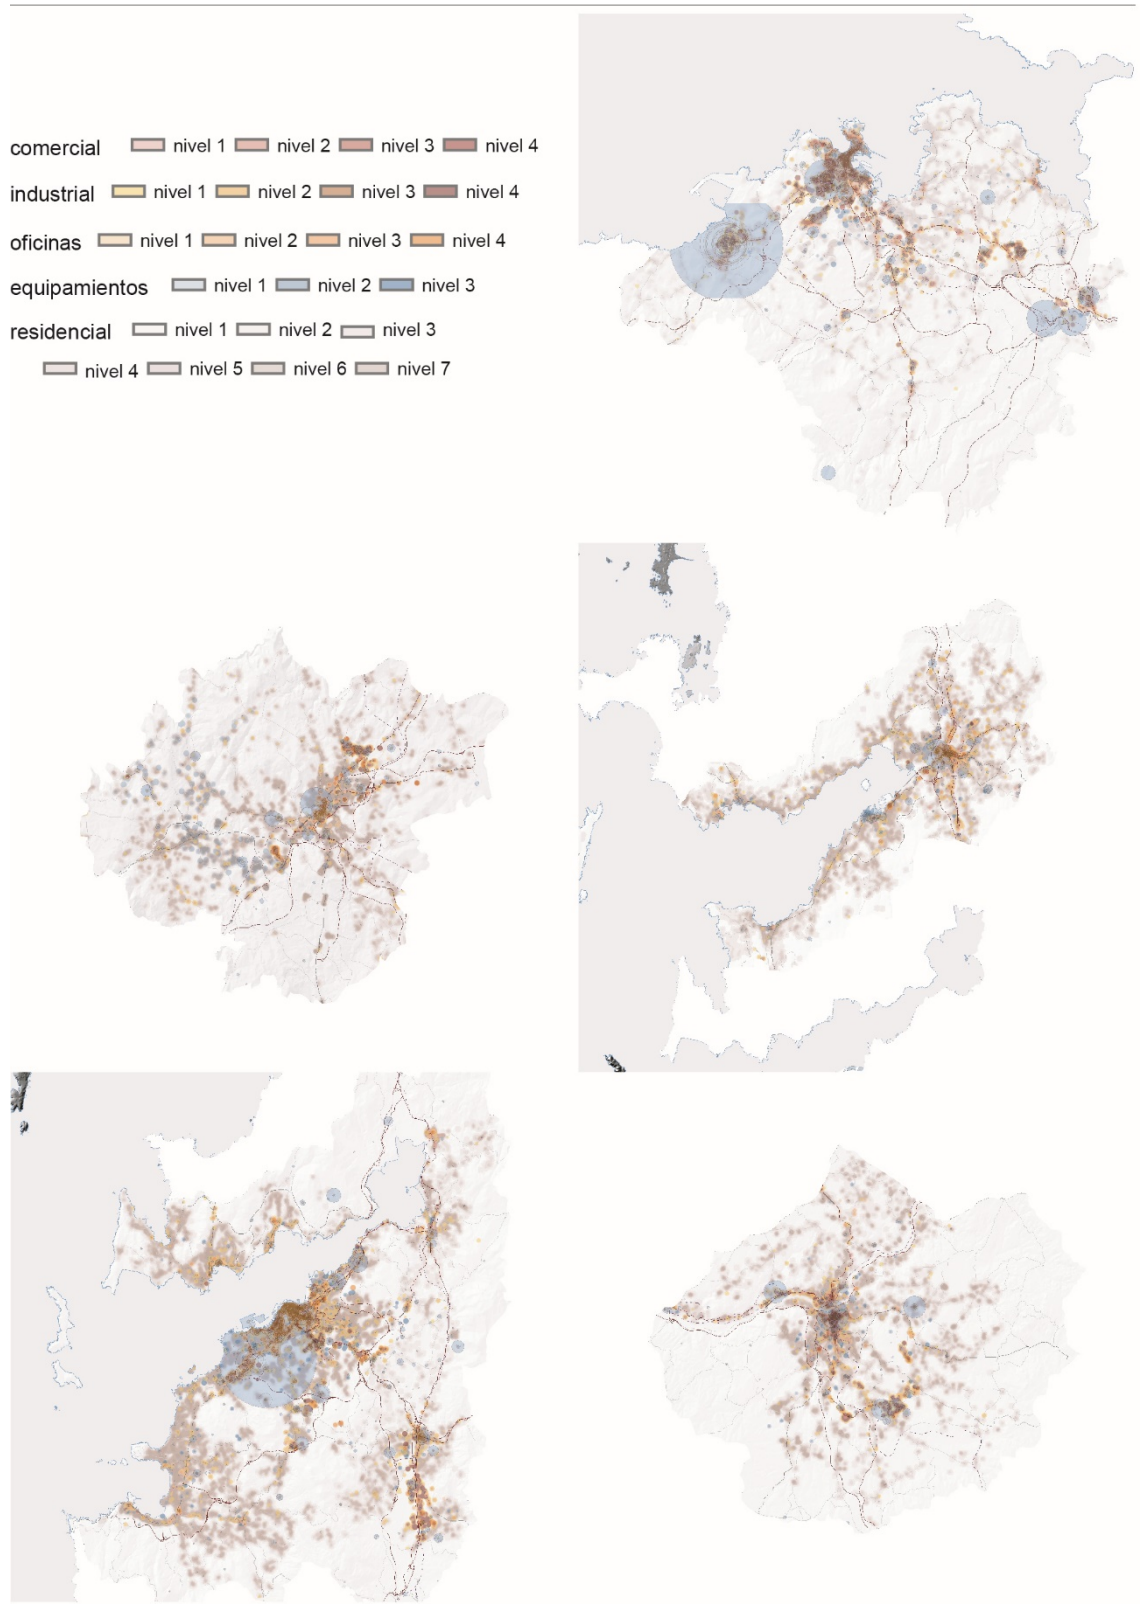 comercial nivel 1 nivel 2 nivel 3 nivel 4
industrial nivel 1 nivel 2 nivel 3 nivel 4
oficinas nivel 1 nivel 2 nivel 3 nivel 4
equipamientos nivel 1 nivel 2 nivel 3
residencial nivel 1 nivel 2 nivel 3
nivel 4 nivel 5 nivel 6 nivel 7